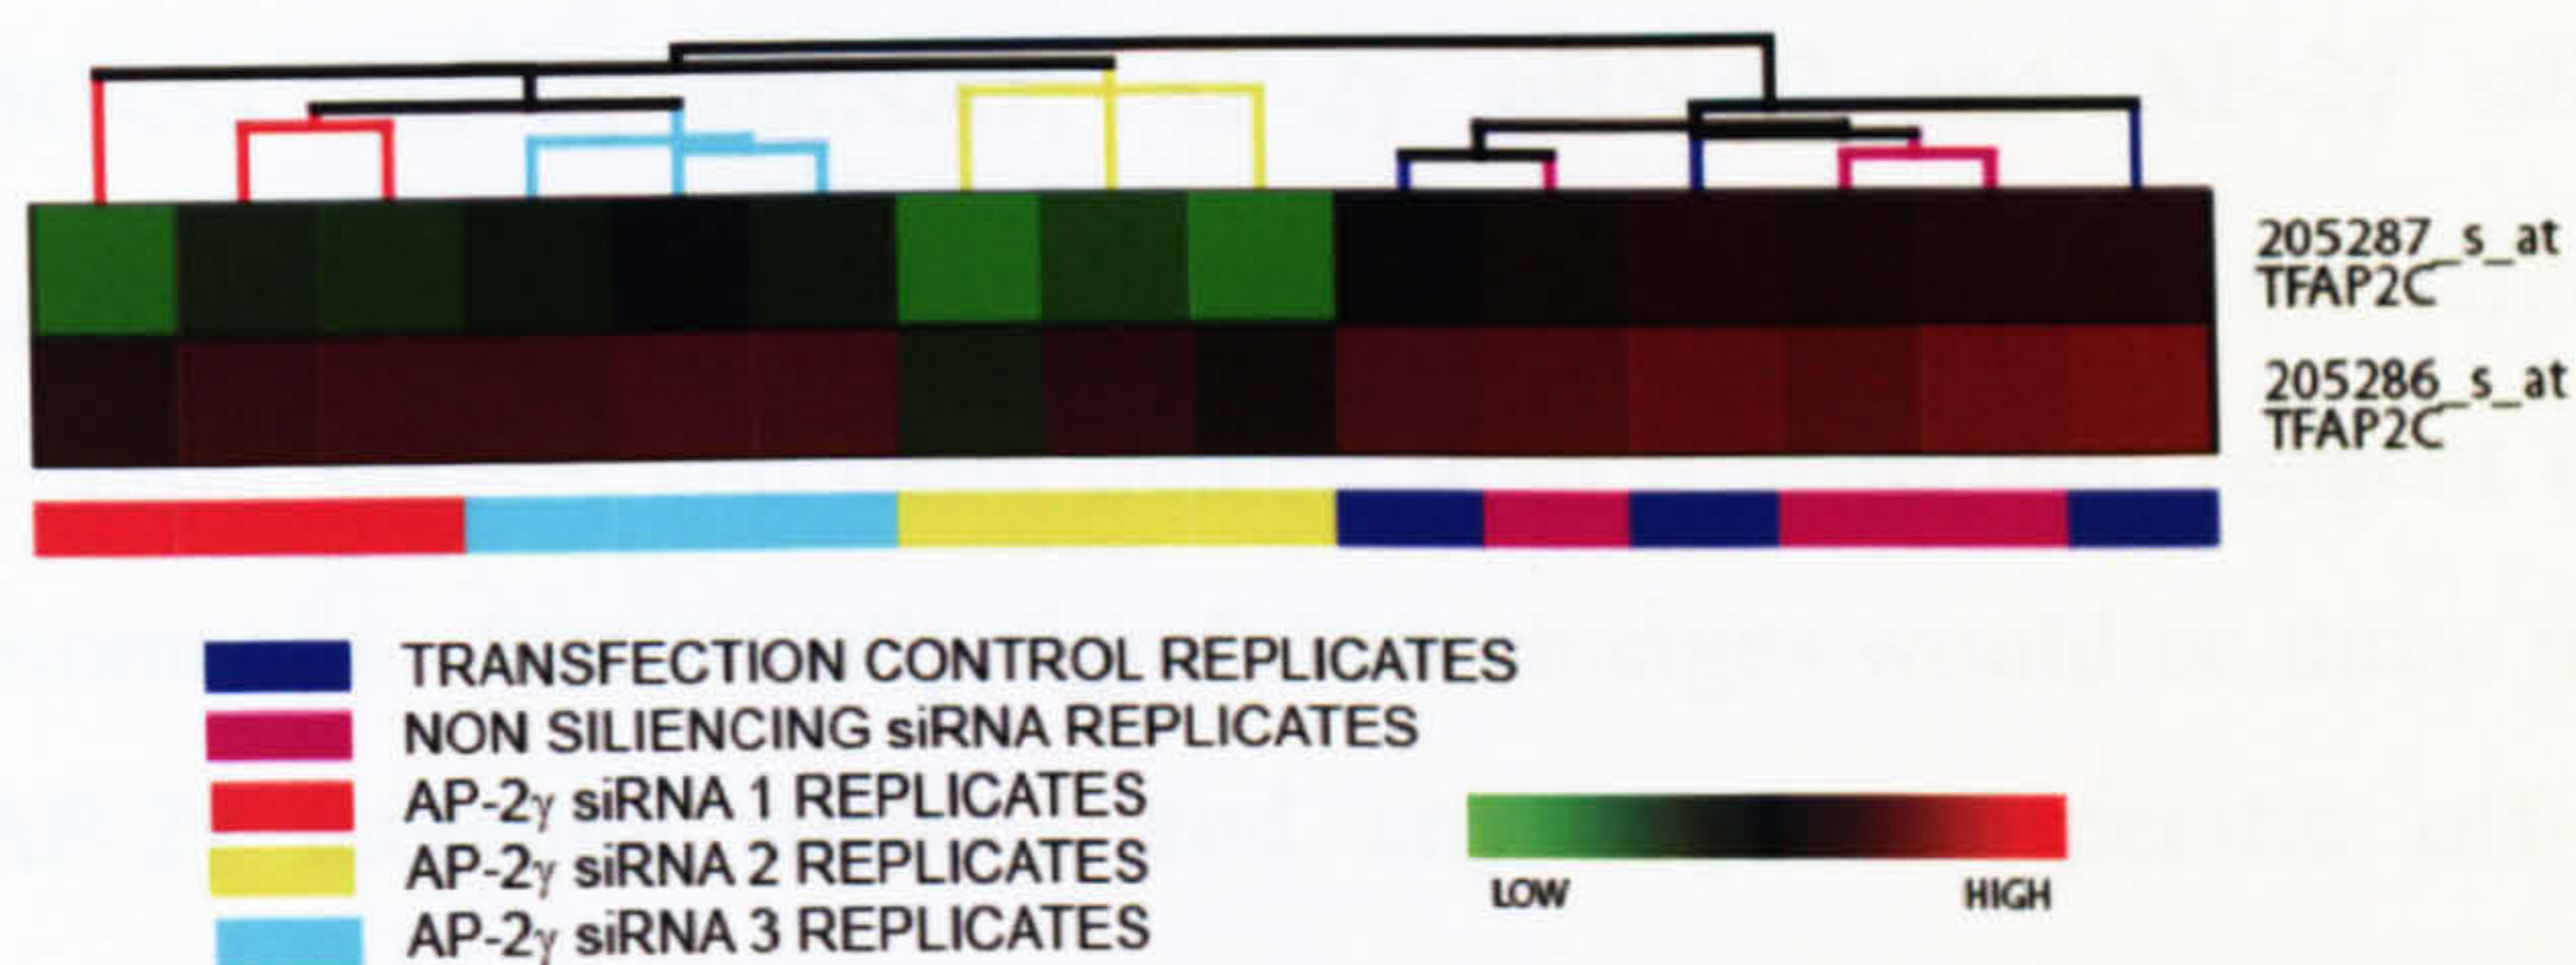 205287_s_at
TFAP2C
205286_s_at
TFAP2C
TRANSFECTION CONTROL REPLICATES
NON SILIENCING siRNA REPLICATES
AP-2γ siRNA 1 REPLICATES
AP-2γ siRNA 2 REPLICATES
AP-2γ siRNA 3 REPLICATES
LOW HIGH